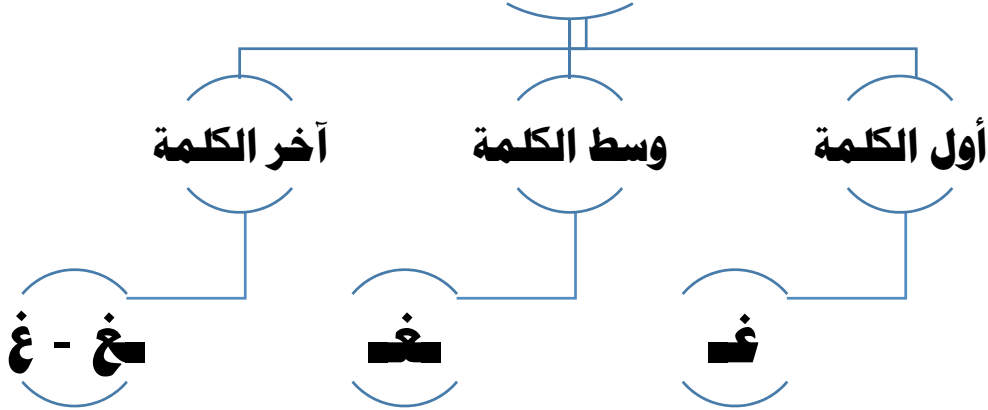 أول الكلمة
وسط الكلمة
آخر الكلمة
غـ
ـغـ
ـغ - غ